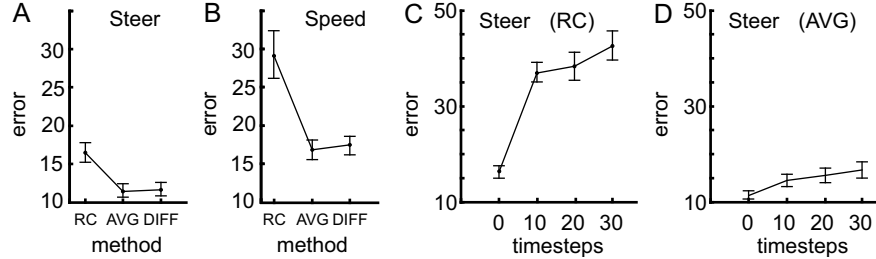 A Steer
error
35
30
25
20
15
10
RC AVG DIFF
method
B Speed
error
35
30
25
20
15
10
RC AVG DIFF
method
C Steer (RC)
error
50
30
10
0 10 20 30
timesteps
D Steer (AVG)
error
50
30
10
0 10 20 30
timesteps